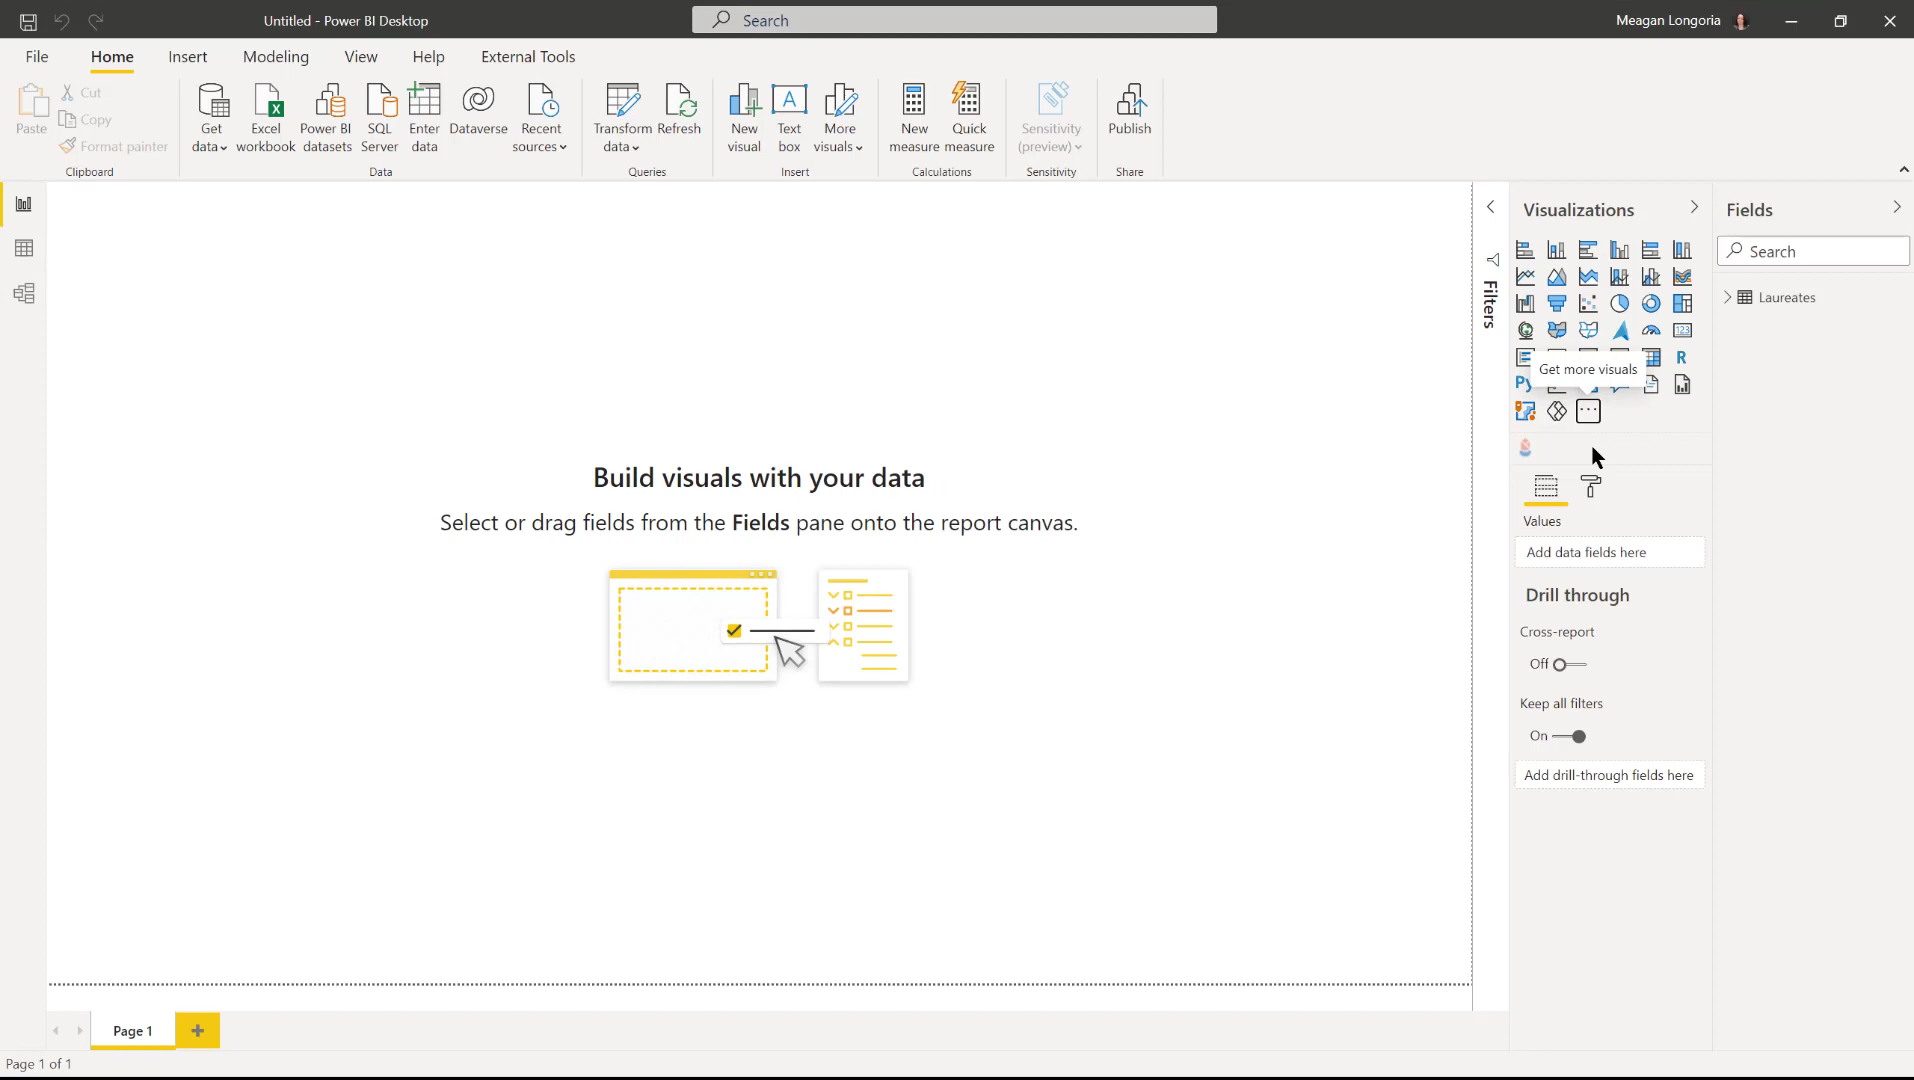 Untitled - Power BI Desktop
Search
Meagan Longoria
File Home Insert Modeling View Help External Tools
Paste
Cut
Copy
Format painter
Clipboard
Get data
Excel workbook
Power BI datasets
SQL Server
Enter data
Dataverse
Recent sources
Data
Transform data
Refresh
Queries
New visual
Text box
More visuals
Insert
New measure
Quick measure
Calculations
Sensitivity (preview)
Sensitivity
Publish
Share
Build visuals with your data
Select or drag fields from the Fields pane onto the report canvas.
Filters
Visualizations
123
R
Get more visuals
Py
Values
Add data fields here
Drill through
Cross-report
Off
Keep all filters
On
Add drill-through fields here
Fields
Search
Laureates
Page 1
Page 1 of 1